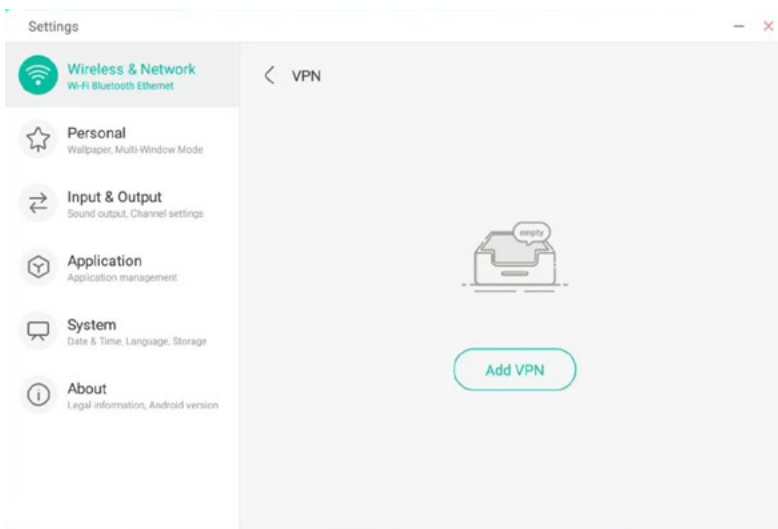 Settings
Wireless & Network
Wi-Fi Bluetooth Ethernet
Personal
Wallpaper, Multi-Window Mode
Input & Output
Sound output, Channel settings
Application
Application management
System
Date & Time, Language, Storage
About
Legal information, Android version
VPN
empty
Add VPN